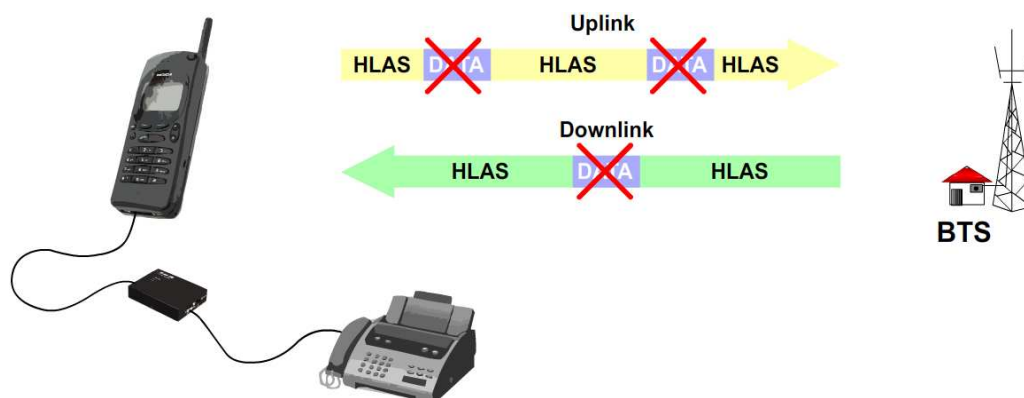 Uplink
HLAS DATA HLAS DATA HLAS
Downlink
HLAS DATA HLAS
BTS